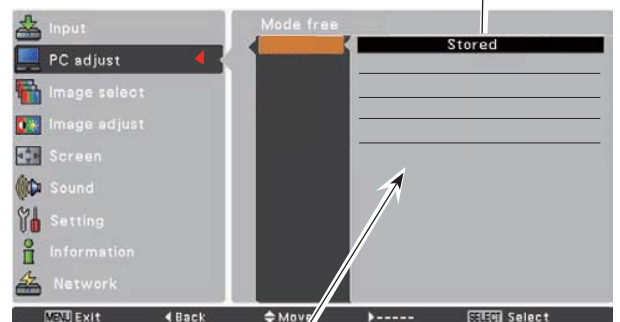 Input
PC adjust
Image select
Image adjust
Screen
Sound
Setting
Information
Network
Mode free
Stored
MENU Exit ◀ Back ⬍ Move ▶----- SELECT Select